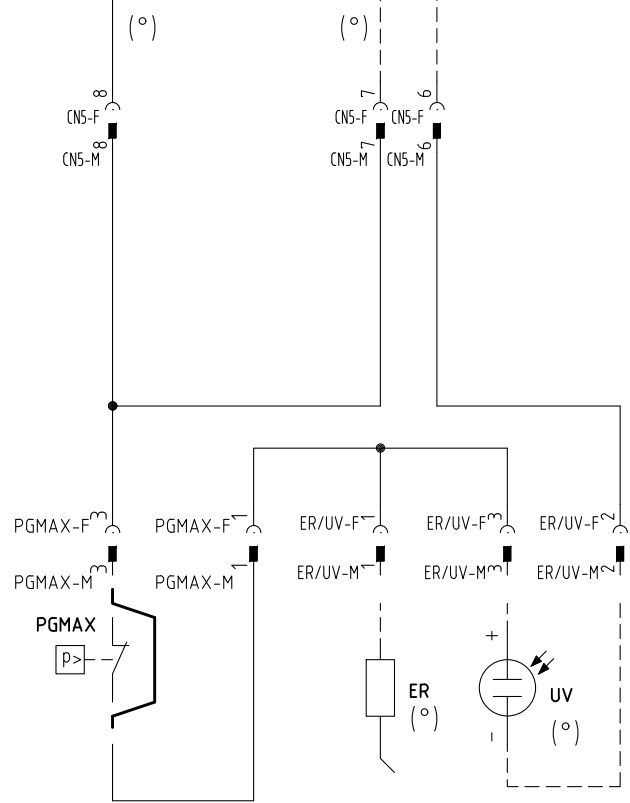 (°) (°)
8 7 6
CN5-F CN5-F CN5-F
8 7 6
CN5-M CN5-M CN5-M
PGMAX-F 3 PGMAX-F 1 ER/UV-F 1 ER/UV-F 3 ER/UV-F 2
PGMAX-M 3 PGMAX-M 1 ER/UV-M 1 ER/UV-M 3 ER/UV-M 2
PGMAX
p>
+
ER
(°)
UV
(°)
-